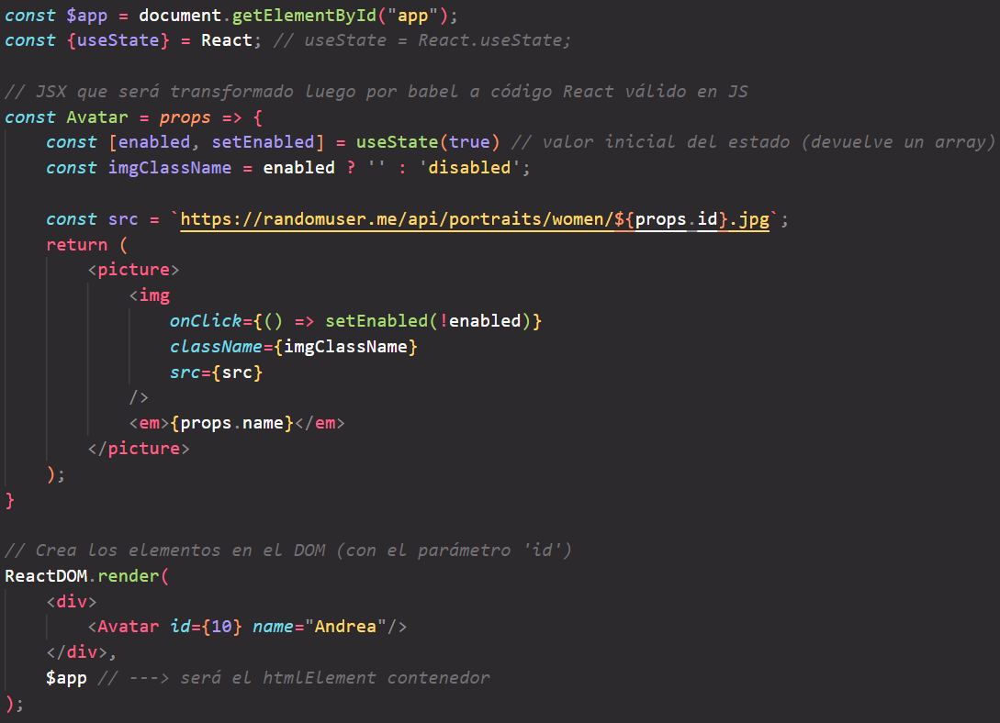 const $app = document.getElementById("app");
const {useState} = React; // useState = React.useState;
// JSX que será transformado luego por babel a código React válido en JS
const Avatar = props => {
const [enabled, setEnabled] = useState(true) // valor inicial del estado (devuelve un array)
const imgClassName = enabled ? '' : 'disabled';
const src = `https://randomuser.me/api/portraits/women/${props.id}.jpg`;
return (
<picture>
<img
onClick={() => setEnabled(!enabled)}
className={imgClassName}
src={src}
/>
<em>{props.name}</em>
</picture>
);
}
// Crea los elementos en el DOM (con el parámetro 'id')
ReactDOM.render(
<div>
<Avatar id={10} name="Andrea"/>
</div>,
$app // ---> será el htmlElement contenedor
);